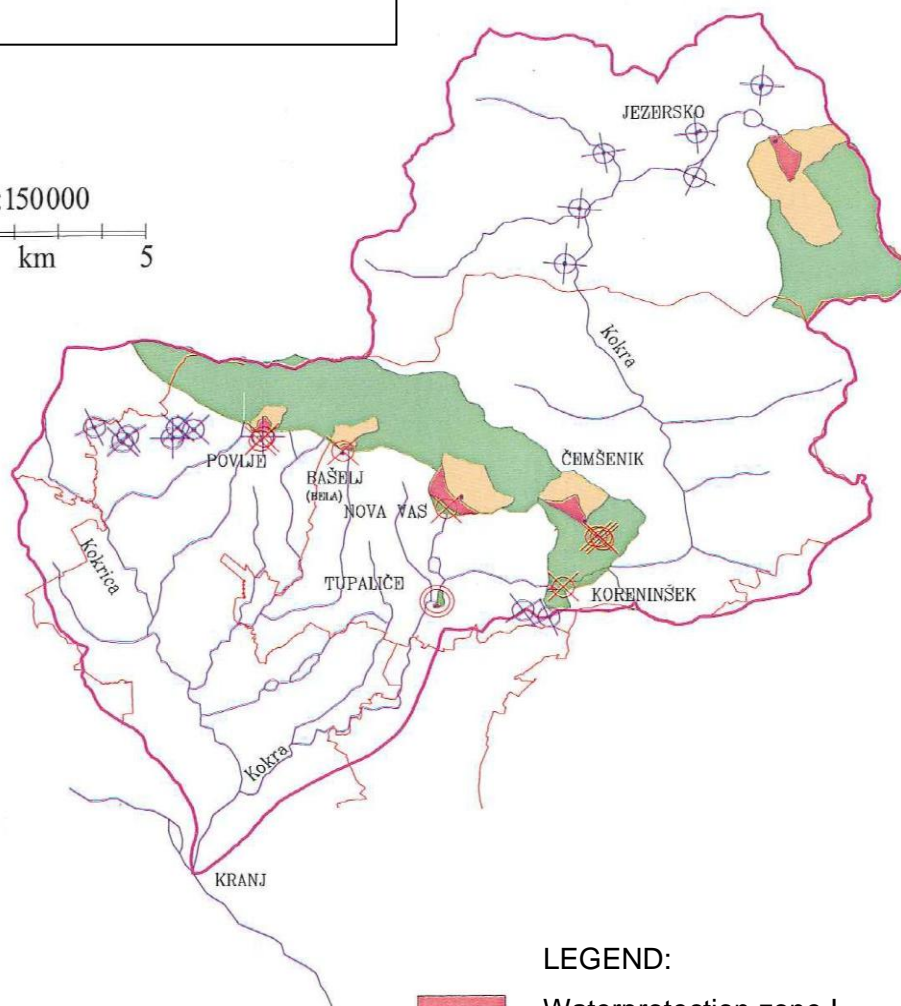 JEZERSKO
:150000
km 5
Kokra
POVLJE
BAŠELJ
(BELA)
ČEMŠENIK
NOVA VAS
Kokrica
TUPALIČE
KORENINŠEK
Kokra
KRANJ
LEGEND:
Waterprotection zone I